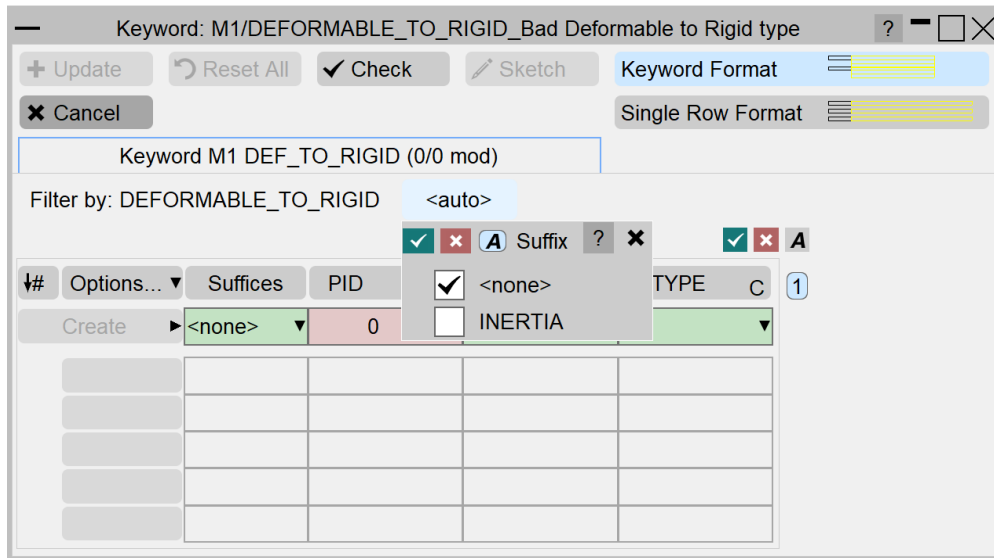 Keyword: M1/DEFORMABLE_TO_RIGID_Bad Deformable to Rigid type ?
Update Reset All Check Sketch Keyword Format
Cancel Single Row Format
Keyword M1 DEF_TO_RIGID (0/0 mod)
Filter by: DEFORMABLE_TO_RIGID <auto>
A Suffix ? A
# Options... Suffices PID TYPE C 1
<none>
INERTIA
Create <none> 0